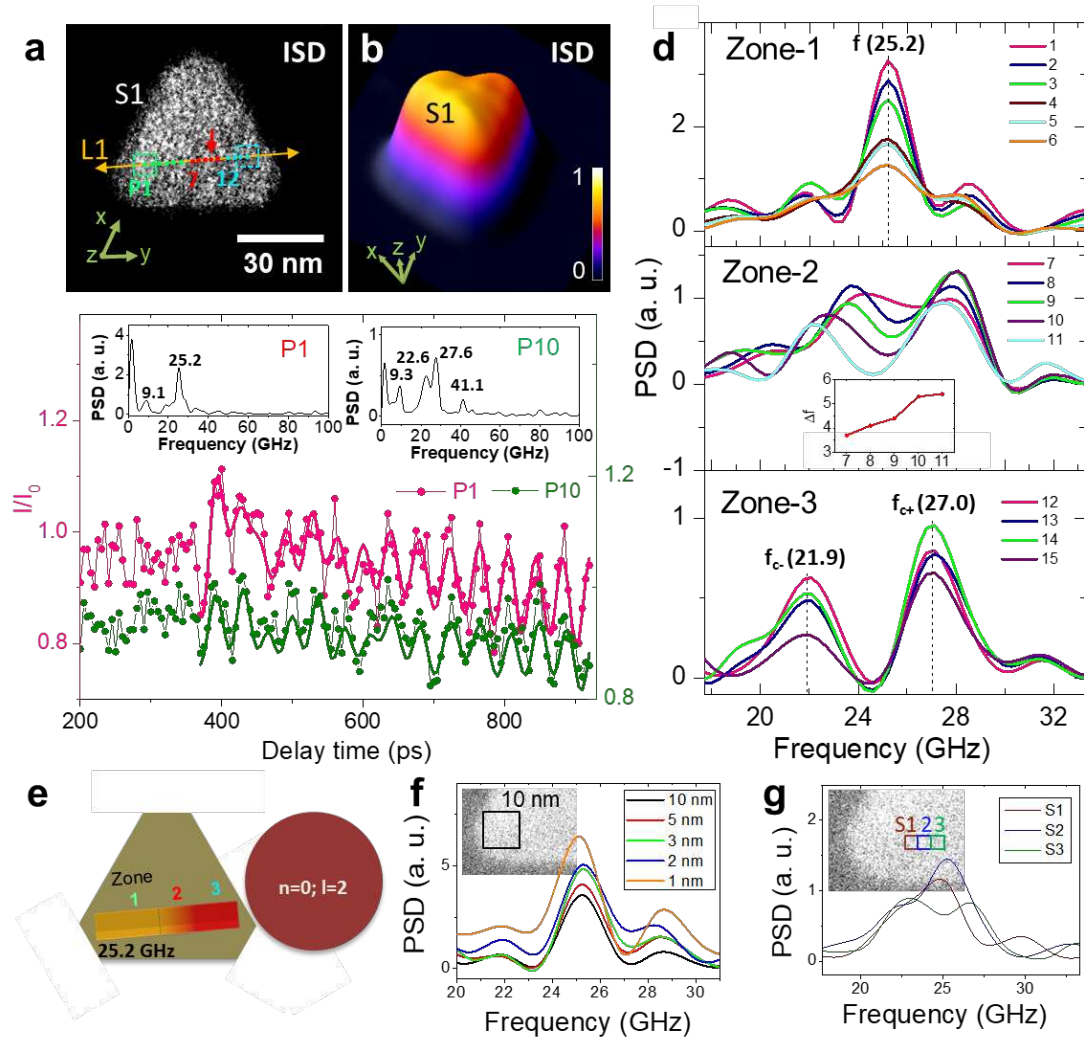 a
ISD
S1
L1
P1
7
12
x
z
y
30 nm
b
ISD
S1
x
z
y
1
0
PSD (a. u.)
4
2
0
P1
25.2
9.1
0 20 40 60 80 100
Frequency (GHz)
PSD (a. u.)
1
0
P10
22.6
27.6
9.3
41.1
0 20 40 60 80 100
Frequency (GHz)
I/I0
1.2
1.0
0.8
P1
P10
1.2
0.8
200 400 600 800
Delay time (ps)
d
Zone-1
f (25.2)
1
2
3
4
5
6
2
0
PSD (a. u.)
Zone-2
7
8
9
10
11
1
0
-1
Δf
6
5
4
3
7 8 9 10 11
Zone-3
fc- (21.9)
fc+ (27.0)
12
13
14
15
1
0
20 24 28 32
Frequency (GHz)
e
Zone
1
2
3
25.2 GHz
n=0; l=2
f
10 nm
10 nm
5 nm
3 nm
2 nm
1 nm
PSD (a. u.)
5
0
20 22 24 26 28 30
Frequency (GHz)
g
S1
2
3
S1
S2
S3
PSD (a. u.)
2
1
0
20 25 30
Frequency (GHz)